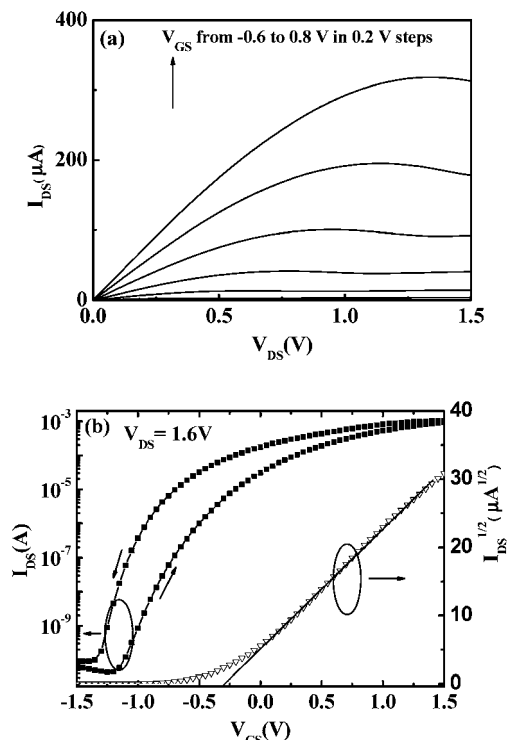 (a) V_GS from -0.6 to 0.8 V in 0.2 V steps
400
200
0
I_DS(μA)
0.0 0.5 1.0 1.5
V_DS(V)
(b) V_DS = 1.6V
10^-3
10^-5
10^-7
10^-9
I_DS(A)
40
30
20
10
0
I_DS^1/2(μA^1/2)
-1.5 -1.0 -0.5 0.0 0.5 1.0 1.5
V_GS(V)